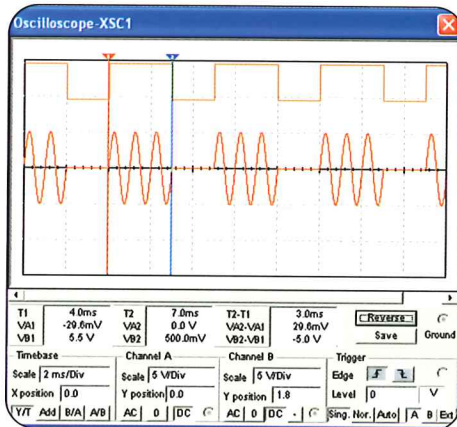 Oscilloscope-XSC1
1 2
T1 4.0ms T2 7.0ms T2-T1 3.0ms Reverse
VA1 -29.6mV VA2 0.0 V VA2-VA1 29.6mV Save Ground
VB1 5.5 V VB2 500.0mV VB2-VB1 -5.0 V
Timebase Channel A Channel B Trigger
Scale 2 ms/Div Scale 5 V/Div Scale 5 V/Div Edge
X position 0.0 Y position 0.0 Y position 1.8 Level 0 V
Y/T Add B/A A/B AC 0 DC AC 0 DC - Sing. Nor. Auto A B Ext